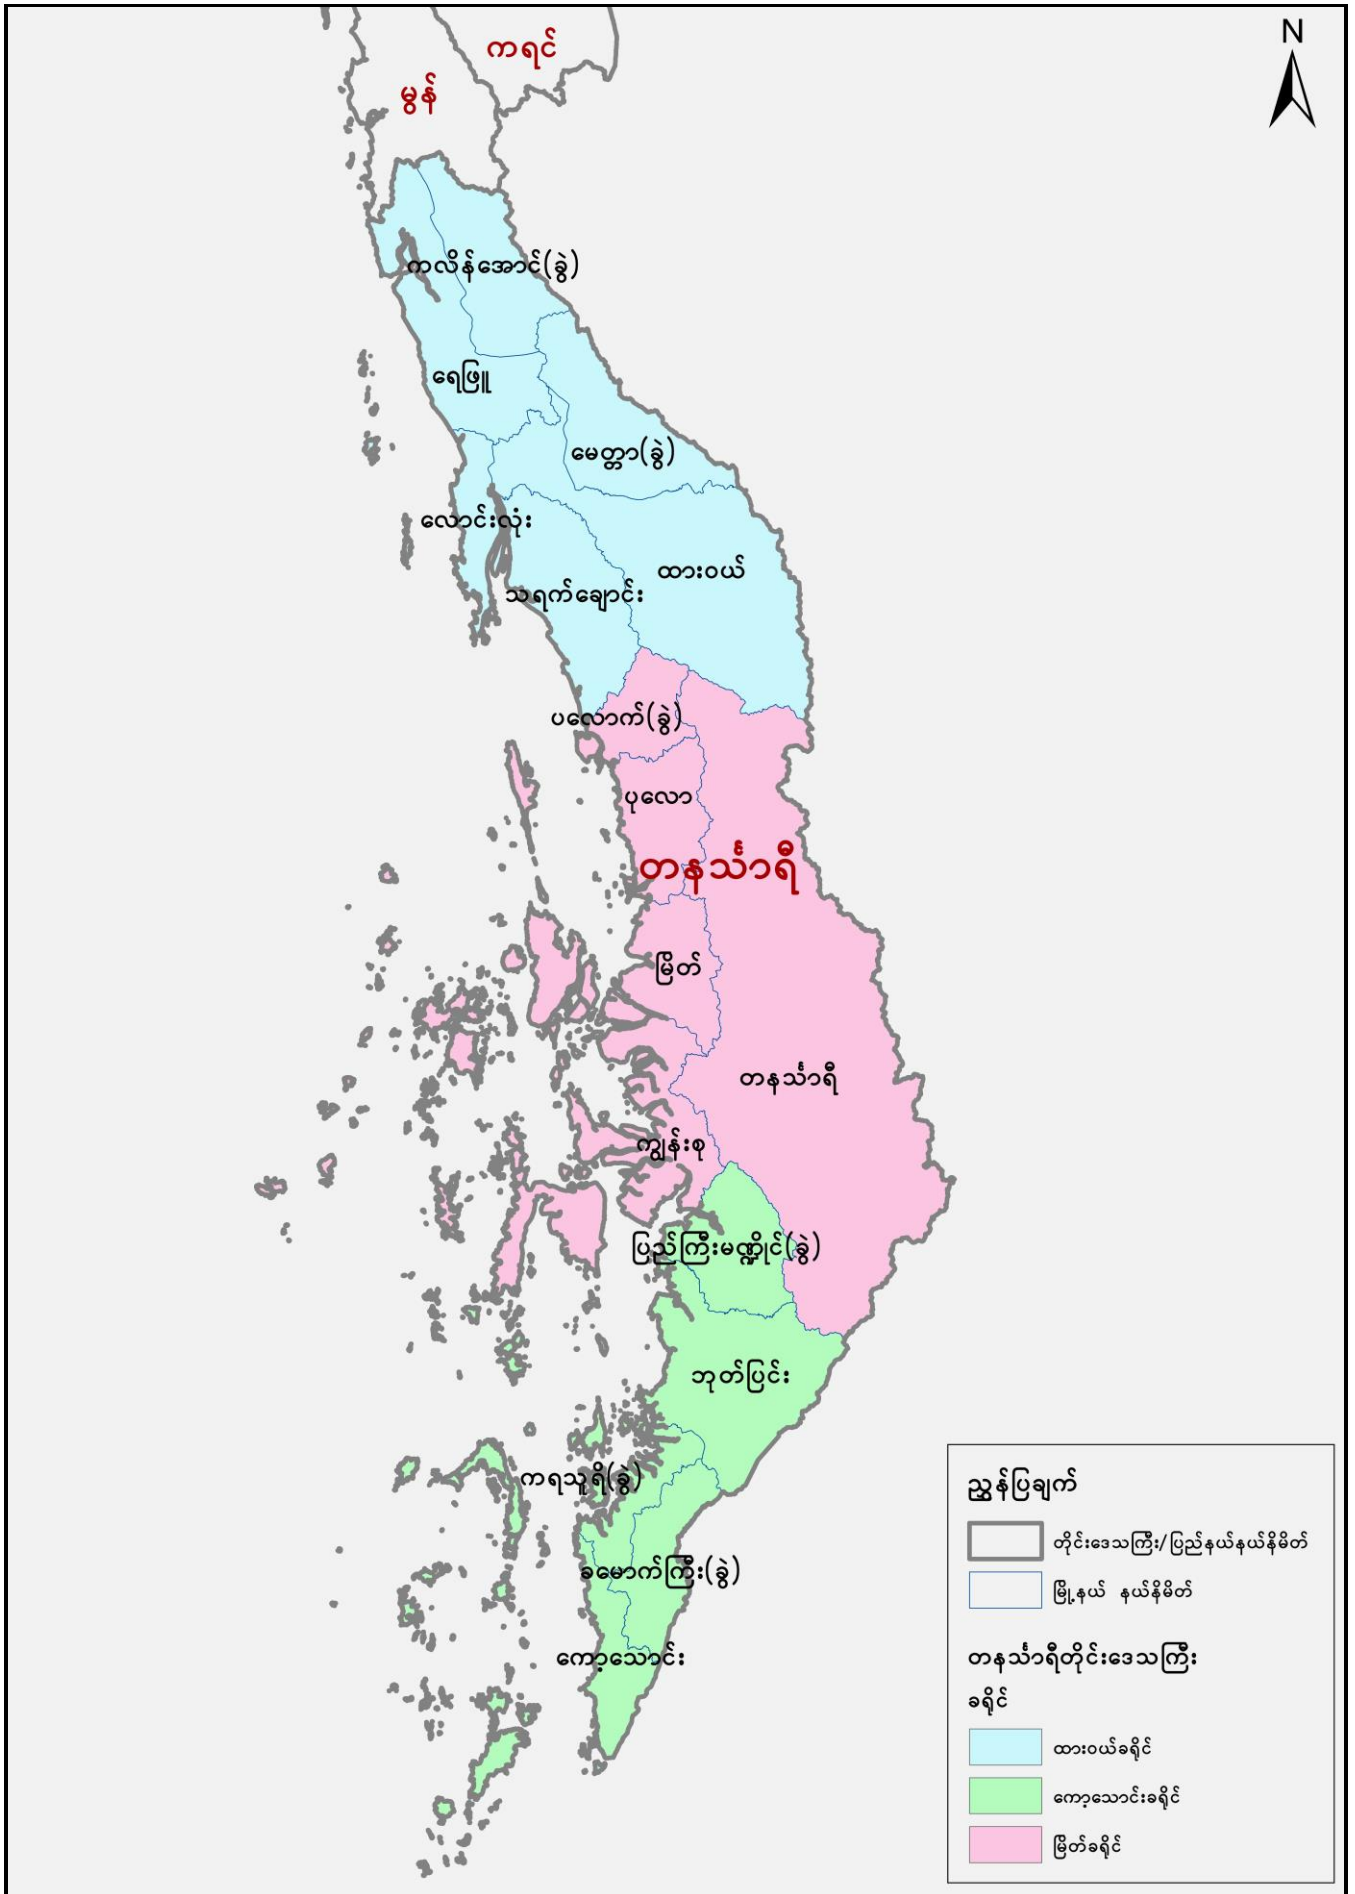 N
ကရင်
မွန်
ကလိန်အောင်(ခွဲ)
ရေဖြူ
မေတ္တာ(ခွဲ)
လောင်းလုံး
ထားဝယ်
သရက်ချောင်း
ပလောက်(ခွဲ)
ပုလော
တနင်္သာရီ
မြိတ်
တနင်္သာရီ
ကျွန်းစု
ပြည်ကြီးမဏ္ဍိုင်(ခွဲ)
ဘုတ်ပြင်း
ကရသူရိ(ခွဲ)
ခမောက်ကြီး(ခွဲ)
ကော့သောင်း
ညွှန်ပြချက်
တိုင်းဒေသကြီး/ပြည်နယ်နယ်နိမိတ်
မြို့နယ် နယ်နိမိတ်
တနင်္သာရီတိုင်းဒေသကြီး
ခရိုင်
ထားဝယ်ခရိုင်
ကော့သောင်းခရိုင်
မြိတ်ခရိုင်